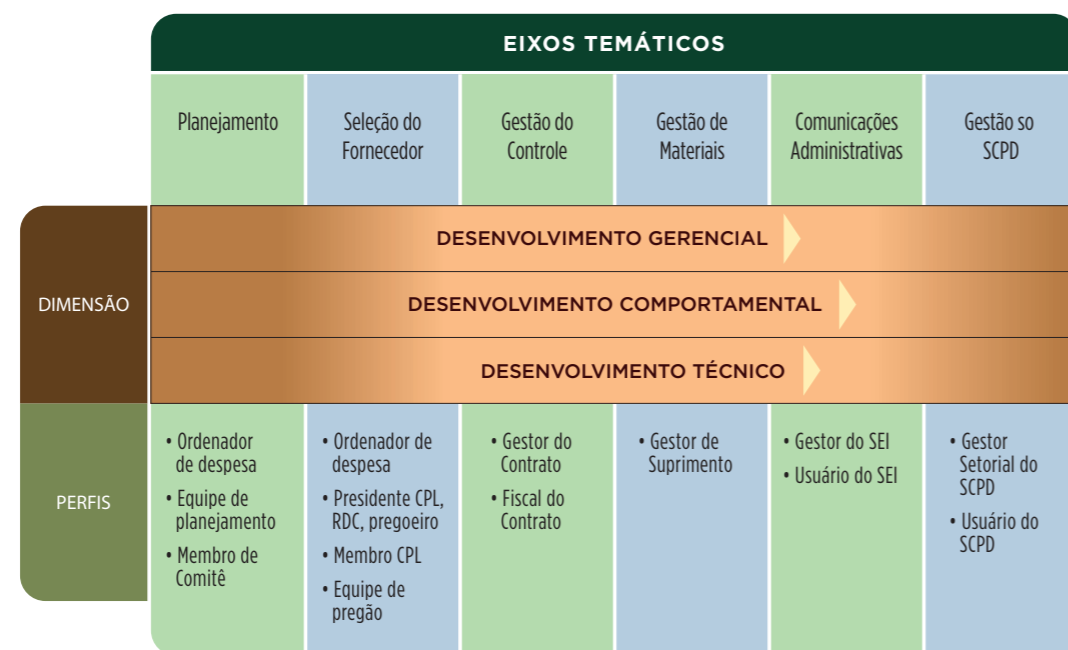 EIXOS TEMÁTICOS
Planejamento
Seleção do
Fornecedor
Gestão do
Controle
Gestão de
Materiais
Comunicações
Administrativas
Gestão so
SCPD
DIMENSÃO
DESENVOLVIMENTO GERENCIAL
DESENVOLVIMENTO COMPORTAMENTAL
DESENVOLVIMENTO TÉCNICO
PERFIS
• Ordenador
de despesa
• Equipe de
planejamento
• Membro de
Comitê
• Ordenador de
despesa
• Presidente CPL,
RDC, pregoeiro
• Membro CPL
• Equipe de
pregão
• Gestor do
Contrato
• Fiscal do
Contrato
• Gestor de
Suprimento
• Gestor do SEI
• Usuário do SEI
• Gestor
Setorial do
SCPD
• Usuário do
SCPD